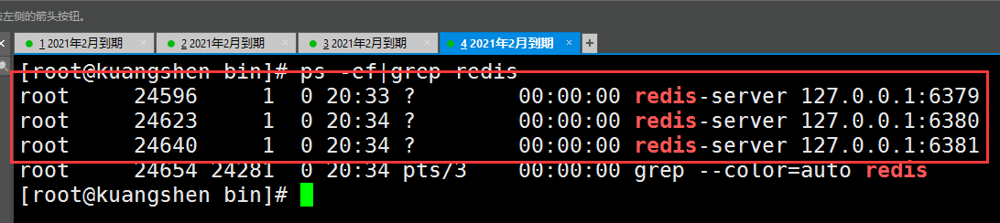 击左侧的箭头按钮。
1 2021年2月到期 × 2 2021年2月到期 × 3 2021年2月到期 × 4 2021年2月到期 × +
[root@kuangshen bin]# ps -ef|grep redis
root 24596 1 0 20:33 ? 00:00:00 redis-server 127.0.0.1:6379
root 24623 1 0 20:34 ? 00:00:00 redis-server 127.0.0.1:6380
root 24640 1 0 20:34 ? 00:00:00 redis-server 127.0.0.1:6381
root 24654 24281 0 20:34 pts/3 00:00:00 grep --color=auto redis
[root@kuangshen bin]#